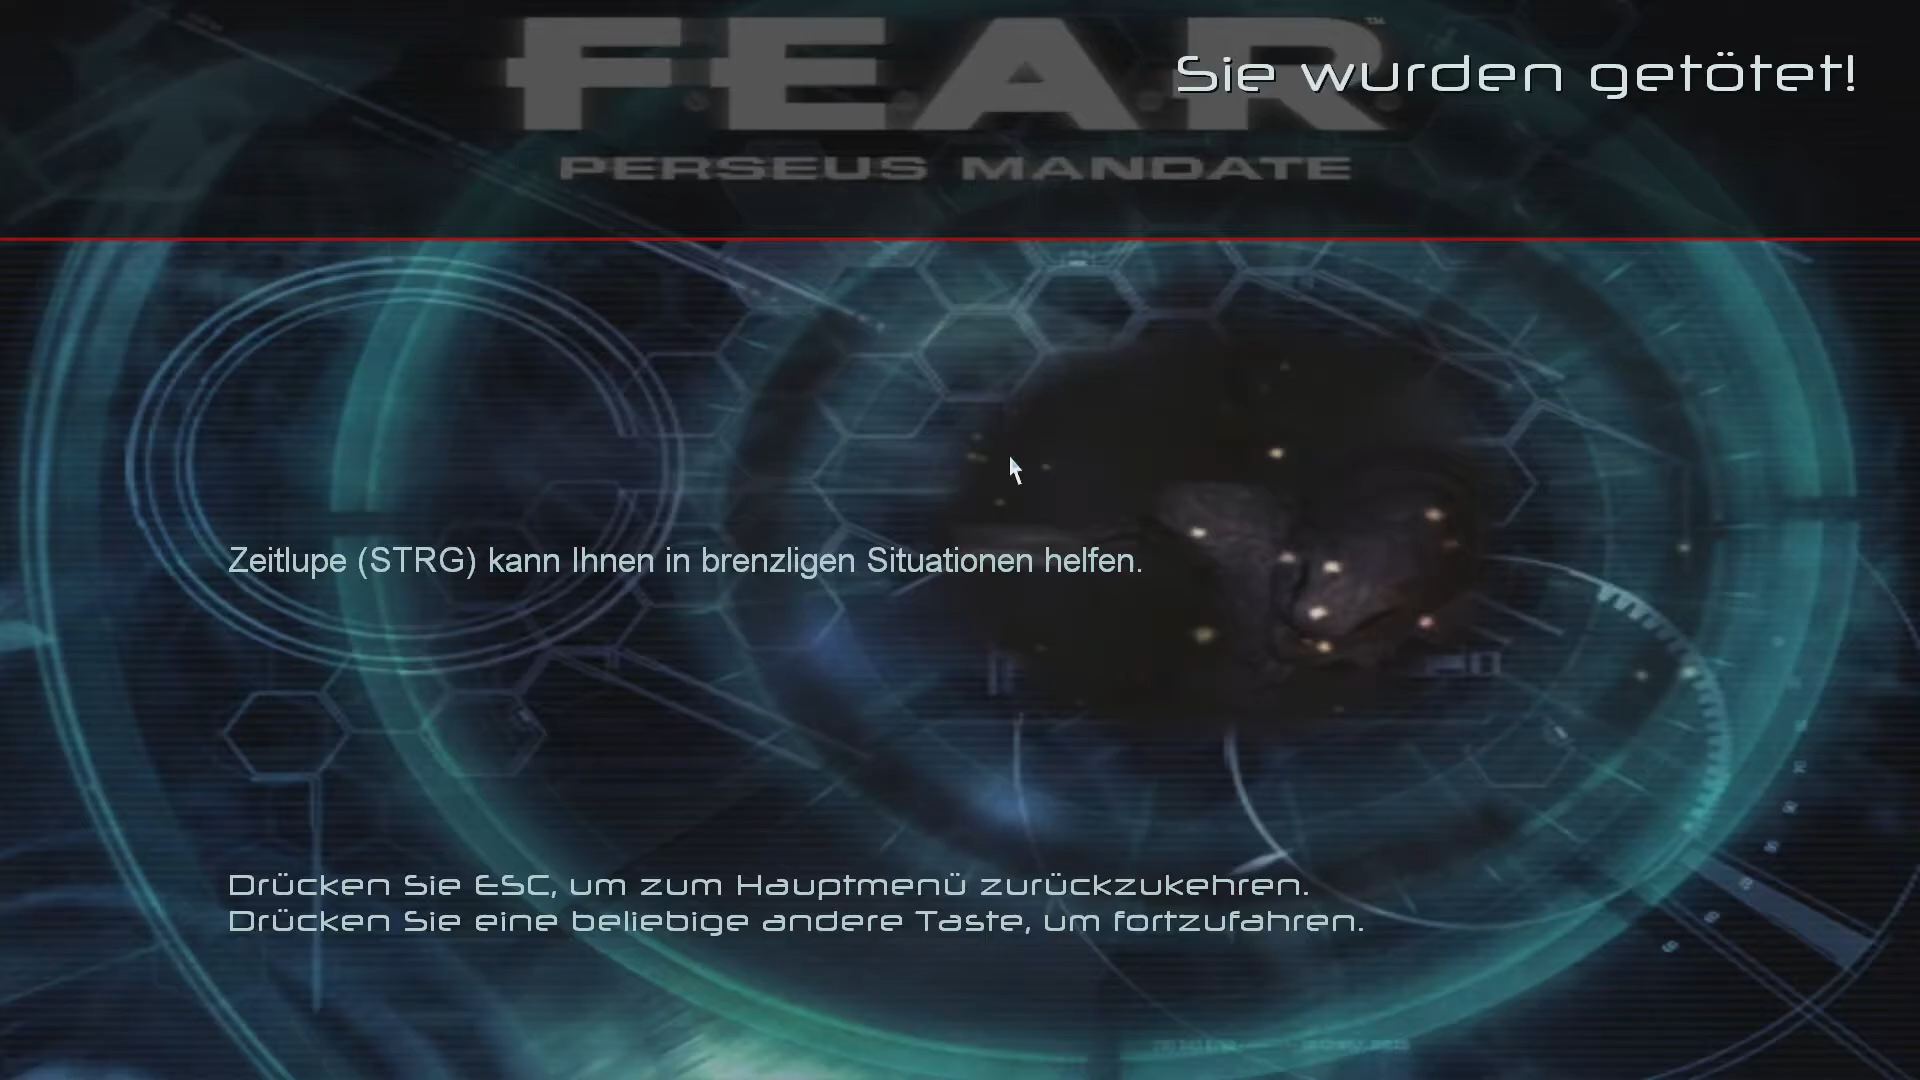 FEAR™
Sie wurden getötet!
PERSEUS MANDATE
Zeitlupe (STRG) kann Ihnen in brenzligen Situationen helfen.
Drücken Sie ESC, um zum Hauptmenü zurückzukehren.
Drücken Sie eine beliebige andere Taste, um fortzufahren.